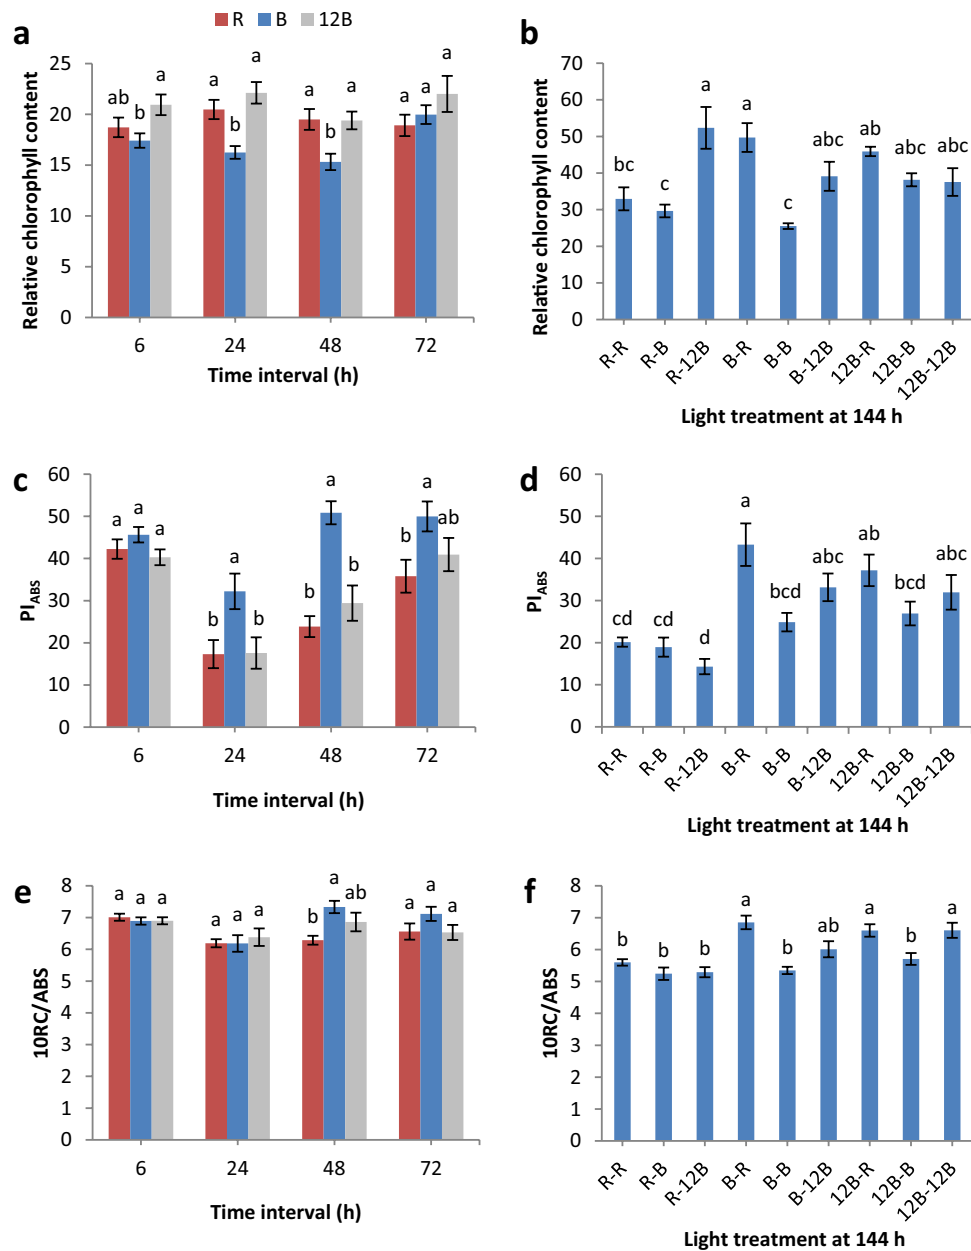 R B 12B
a
Relative chlorophyll content
25
20
15
10
5
0
ab b a
a b a
a b a
a a a
6 24 48 72
Time interval (h)
b
Relative chlorophyll content
70
60
50
40
30
20
10
0
bc c a a c abc ab abc abc
R-R R-B R-12B B-R B-B B-12B 12B-R 12B-B 12B-12B
Light treatment at 144 h
c
PI_ABS
60
50
40
30
20
10
0
a a a
b a b
b a b
b a ab
6 24 48 72
Time interval (h)
d
PI_ABS
60
50
40
30
20
10
0
cd cd d a bcd abc ab bcd abc
R-R R-B R-12B B-R B-B B-12B 12B-R 12B-B 12B-12B
Light treatment at 144 h
e
10RC/ABS
8
7
6
5
4
3
2
1
0
a a a
a a a
b a ab
a a a
6 24 48 72
Time interval (h)
f
10RC/ABS
8
7
6
5
4
3
2
1
0
b b b a b ab a b a
R-R R-B R-12B B-R B-B B-12B 12B-R 12B-B 12B-12B
Light treatment at 144 h